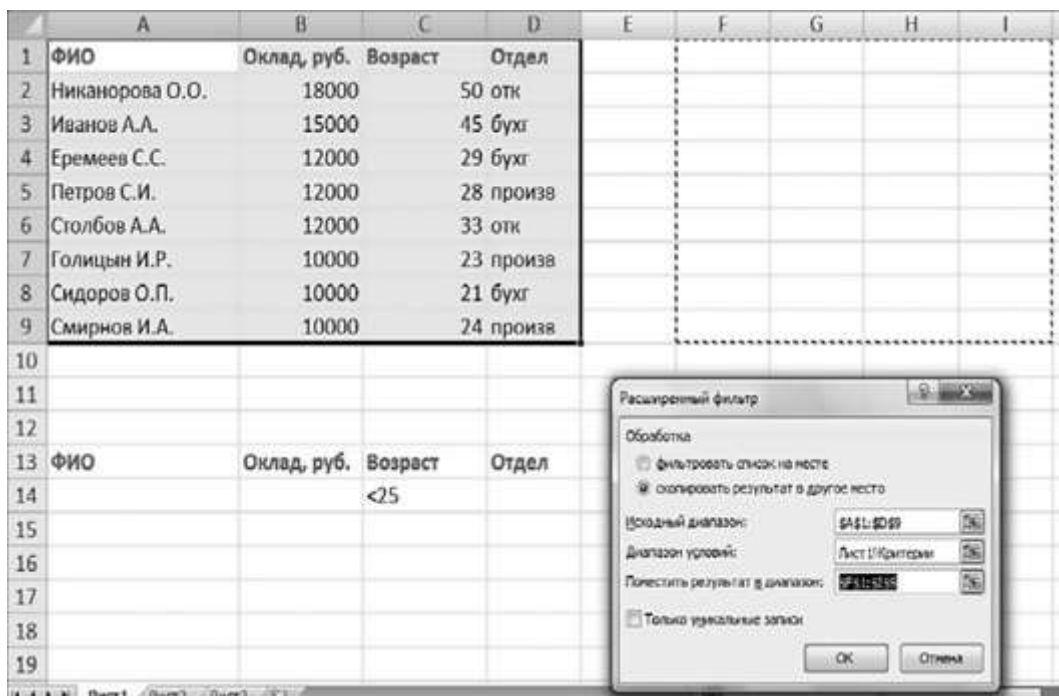 A B C D E F G H I
1 ФИО Оклад, руб. Возраст Отдел
2 Никанорова О.О. 18000 50 отк
3 Иванов А.А. 15000 45 бухг
4 Еремеев С.С. 12000 29 бухг
5 Петров С.И. 12000 28 произв
6 Столбов А.А. 12000 33 отк
7 Голицын И.Р. 10000 23 произв
8 Сидоров О.П. 10000 21 бухг
9 Смирнов И.А. 10000 24 произв
10
11
12
13 ФИО Оклад, руб. Возраст Отдел
14 <25
15
16
17
18
19
Расширенный фильтр
Обработка
фильтровать список на месте
скопировать результат в другое место
Исходный диапазон: $A$1:$D$9
Диапазон условий: Лист1!Критерии
Поместить результат в диапазон:
Только уникальные записи
ОК Отмена
Лист1 Лист2 Лист3